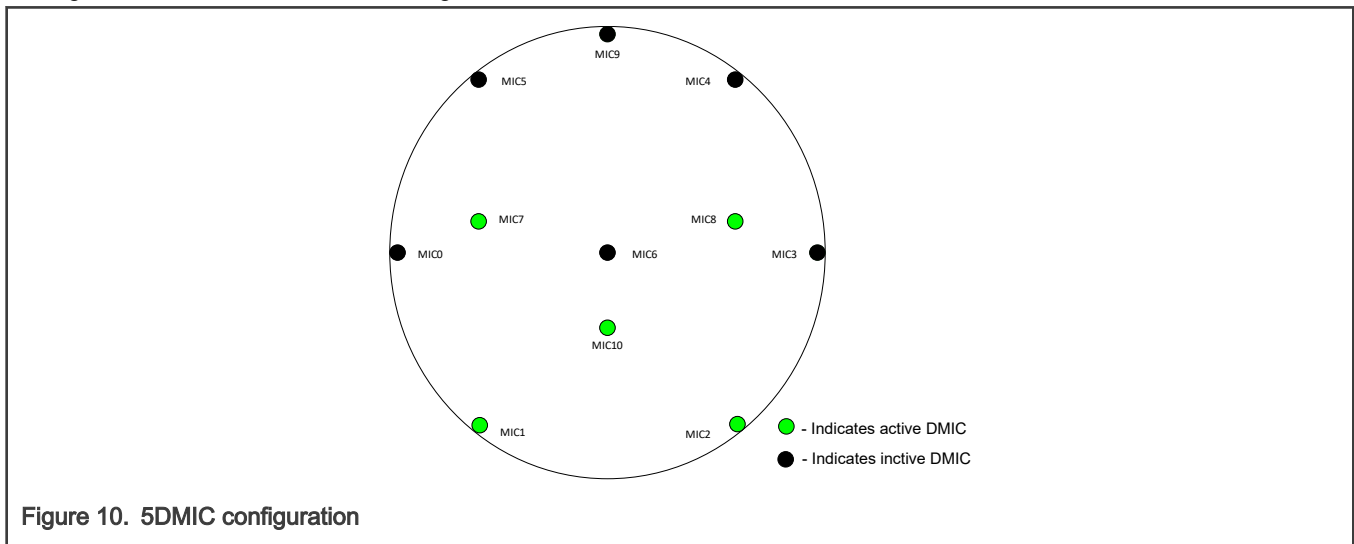 MIC9
MIC5
MIC4
MIC7
MIC8
MIC0
MIC6
MIC3
MIC10
MIC1
MIC2
- Indicates active DMIC
- Indicates inctive DMIC
Figure 10. 5DMIC configuration